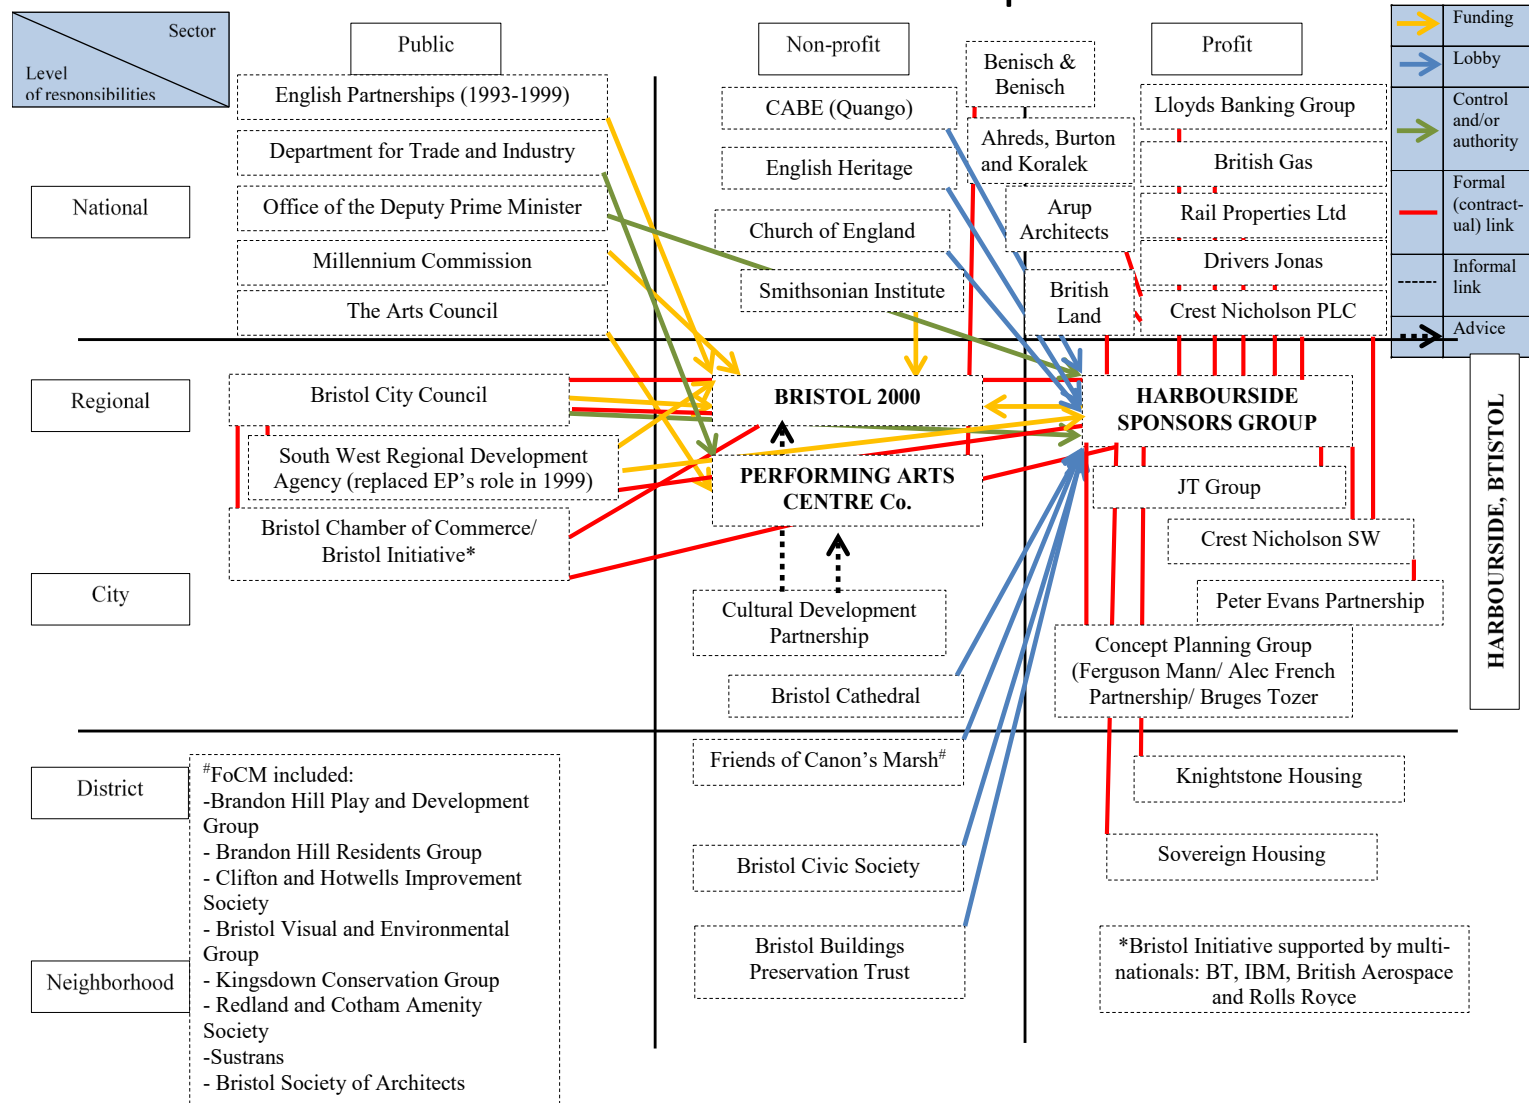 Sector
Level
of responsibilities
Public
Non-profit
Profit
Funding
Lobby
Control
and/or
authority
Formal
(contract-
ual) link
Informal
link
Advice
National
English Partnerships (1993-1999)
Department for Trade and Industry
Office of the Deputy Prime Minister
Millennium Commission
The Arts Council
CABE (Quango)
English Heritage
Church of England
Smithsonian Institute
Benisch &
Benisch
Ahreds, Burton
and Koralek
Arup
Architects
British
Land
Lloyds Banking Group
British Gas
Rail Properties Ltd
Drivers Jonas
Crest Nicholson PLC
Regional
Bristol City Council
South West Regional Development
Agency (replaced EP’s role in 1999)
Bristol Chamber of Commerce/
Bristol Initiative*
BRISTOL 2000
PERFORMING ARTS
CENTRE Co.
HARBOURSIDE
SPONSORS GROUP
JT Group
Crest Nicholson SW
Peter Evans Partnership
City
Cultural Development
Partnership
Bristol Cathedral
Concept Planning Group
(Ferguson Mann/ Alec French
Partnership/ Bruges Tozer
HARBOURSIDE, BTISTOL
District
#FoCM included:
-Brandon Hill Play and Development
Group
- Brandon Hill Residents Group
- Clifton and Hotwells Improvement
Society
- Bristol Visual and Environmental
Group
- Kingsdown Conservation Group
- Redland and Cotham Amenity
Society
-Sustrans
- Bristol Society of Architects
Friends of Canon’s Marsh#
Bristol Civic Society
Knightstone Housing
Sovereign Housing
Neighborhood
Bristol Buildings
Preservation Trust
*Bristol Initiative supported by multi-
nationals: BT, IBM, British Aerospace
and Rolls Royce